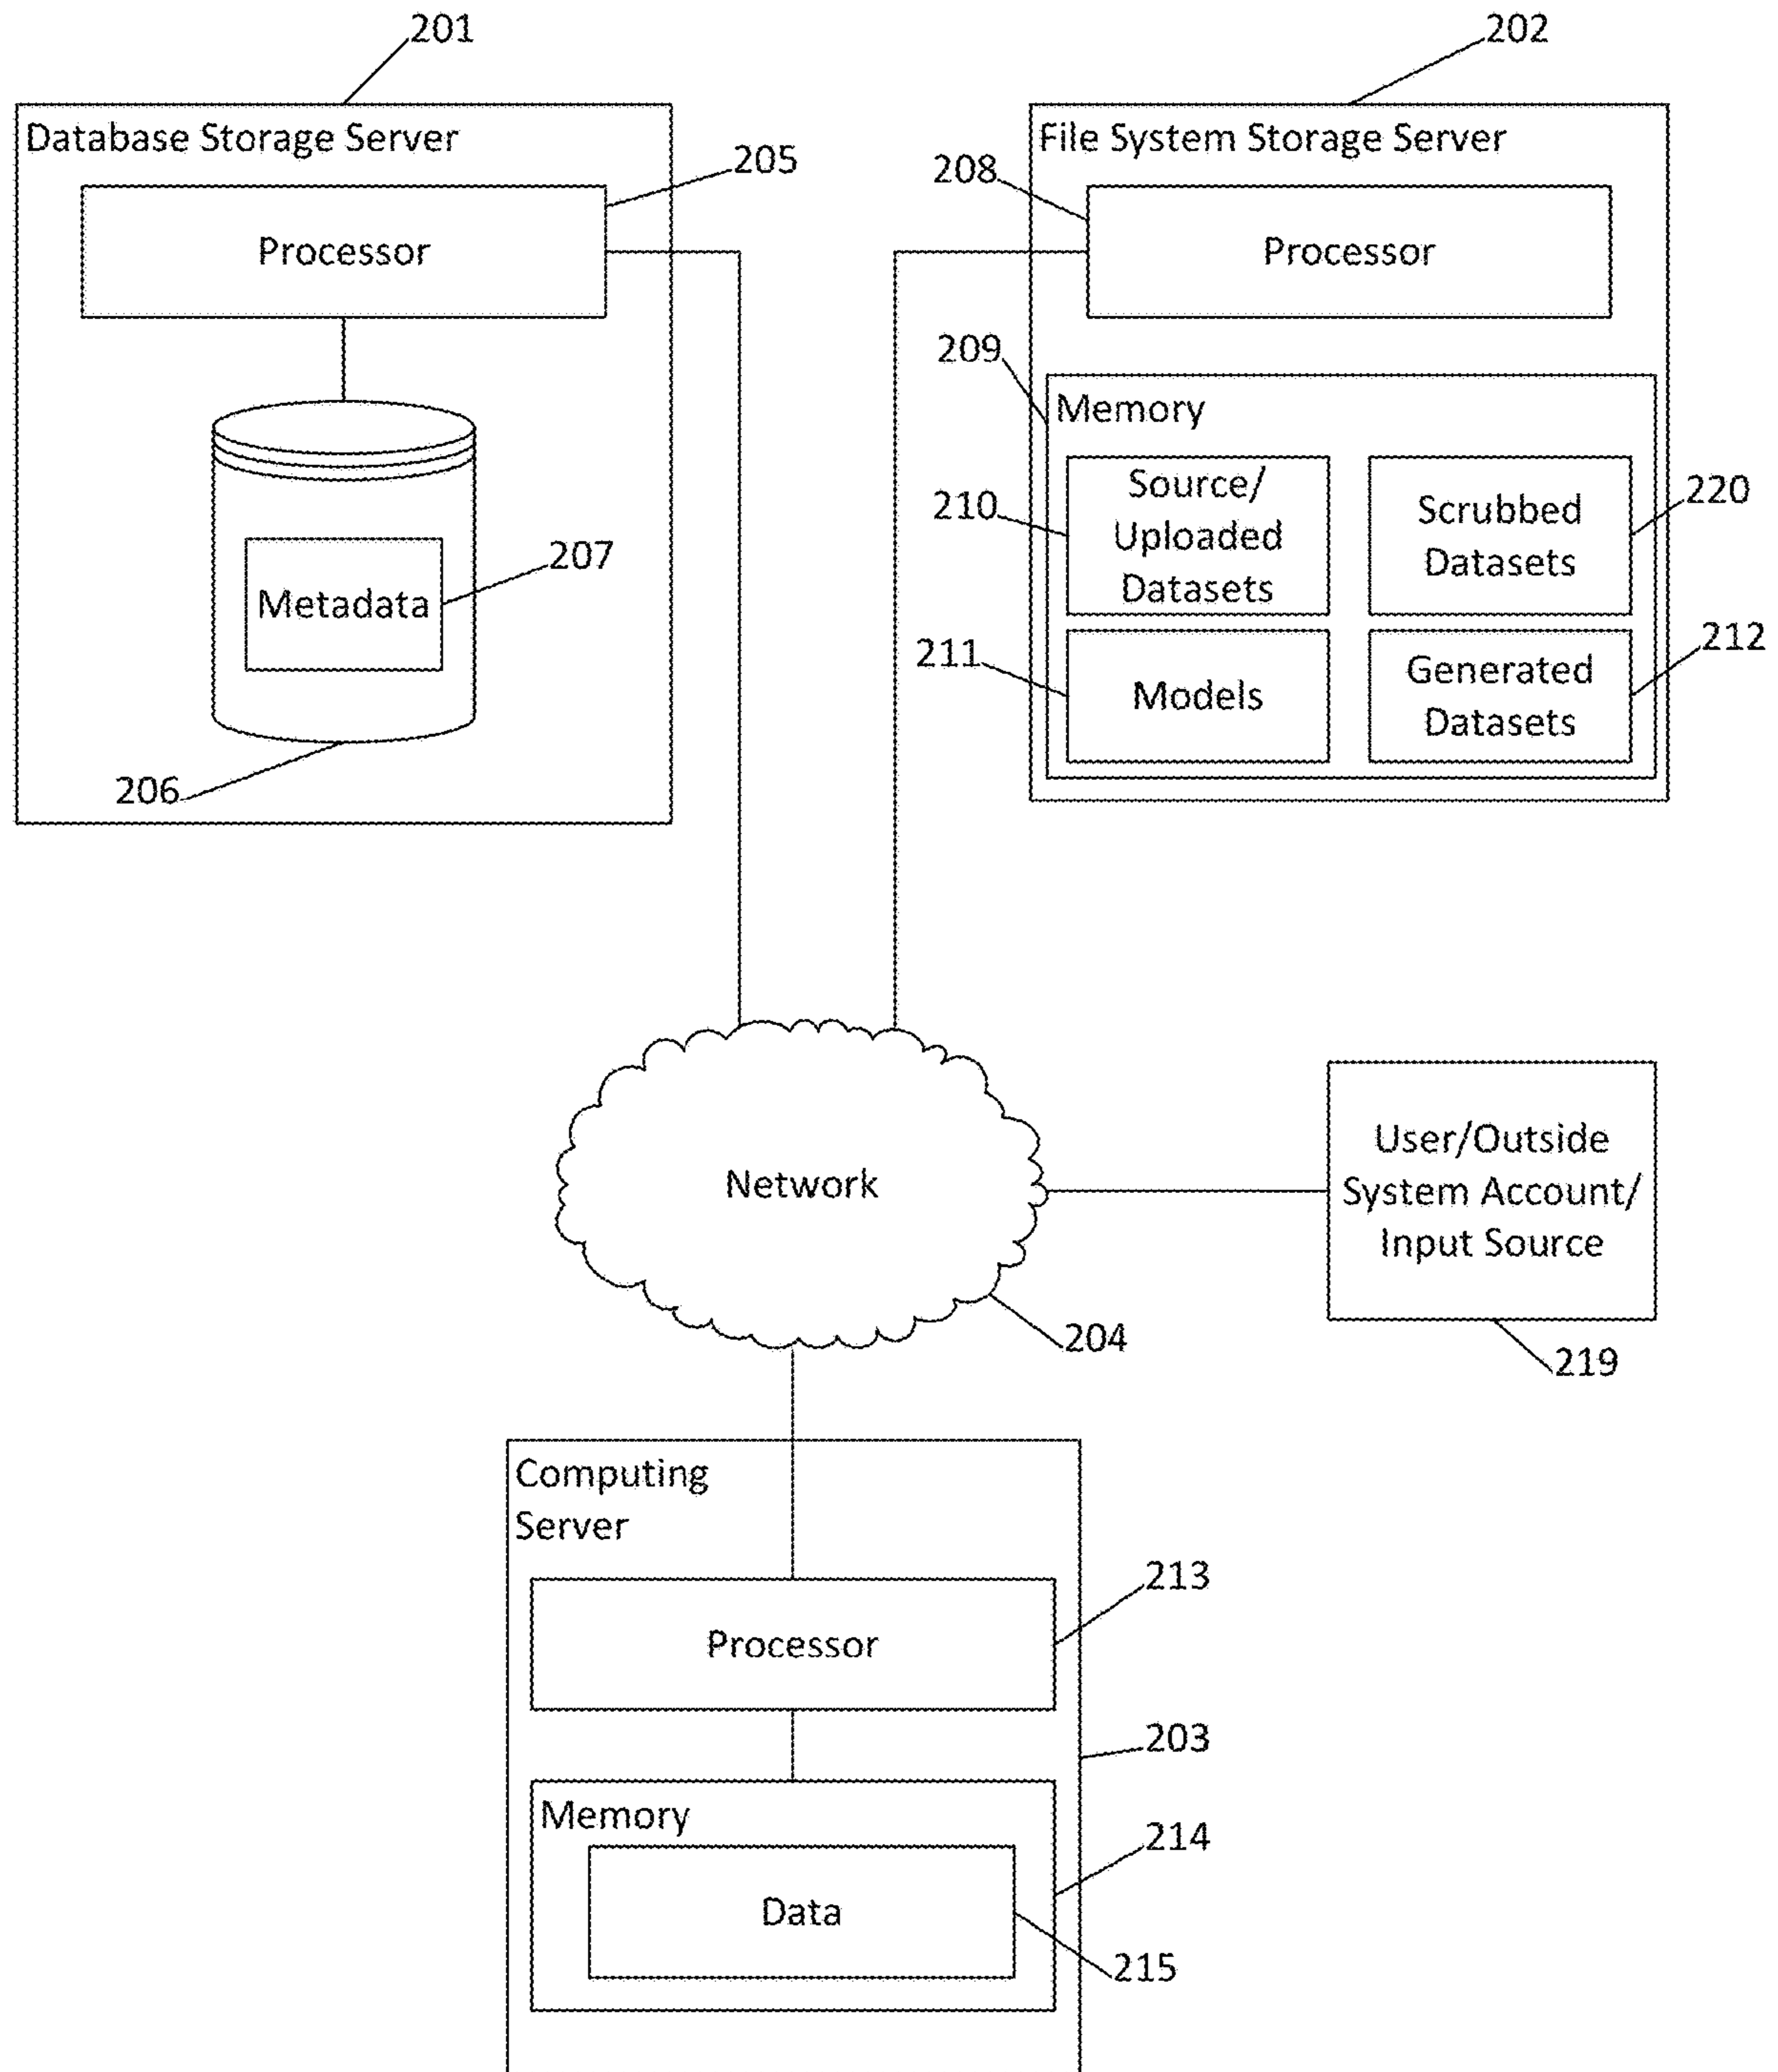 201
202
Database Storage Server
File System Storage Server
205
208
Processor
Processor
209
Memory
Source/
Uploaded
Datasets
210
Scrubbed
Datasets
220
207
Metadata
211
Models
Generated
Datasets
212
206
Network
User/Outside
System Account/
Input Source
204
219
Computing
Server
213
Processor
203
Memory
214
Data
215